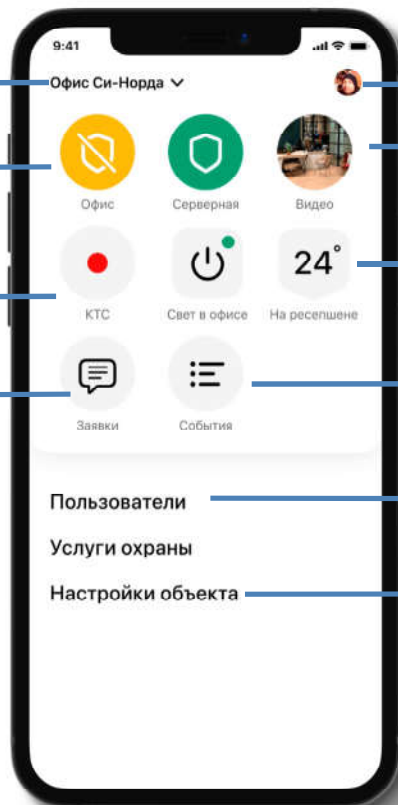 9:41
Офис Си-Норда
Офис Серверная Видео
24°
КТС Свет в офисе На ресепшене
Заявки События
Пользователи
Услуги охраны
Настройки объекта